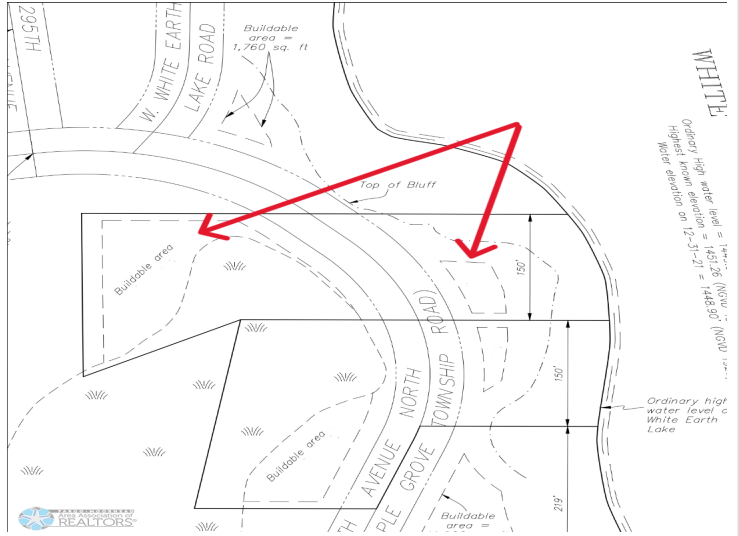 295TH
AVENUE
W. WHITE EARTH
LAKE ROAD
Buildable
area =
1,760 sq. ft
WHITE
Ordinary High water level =
Highest known elevation = 1451.26 (NGVD
Water elevation on 12-31-21 = 1448.90' (NGVD
Top of Bluff
Buildable area
150'
150'
219'
Ordinary high
water level
White Earth
Lake
NORTH
AVENUE
TOWNSHIP ROAD)
GROVE
Buildable area
Buildable
area =
FARGO-MOORHEAD
Area Association of
REALTORS®